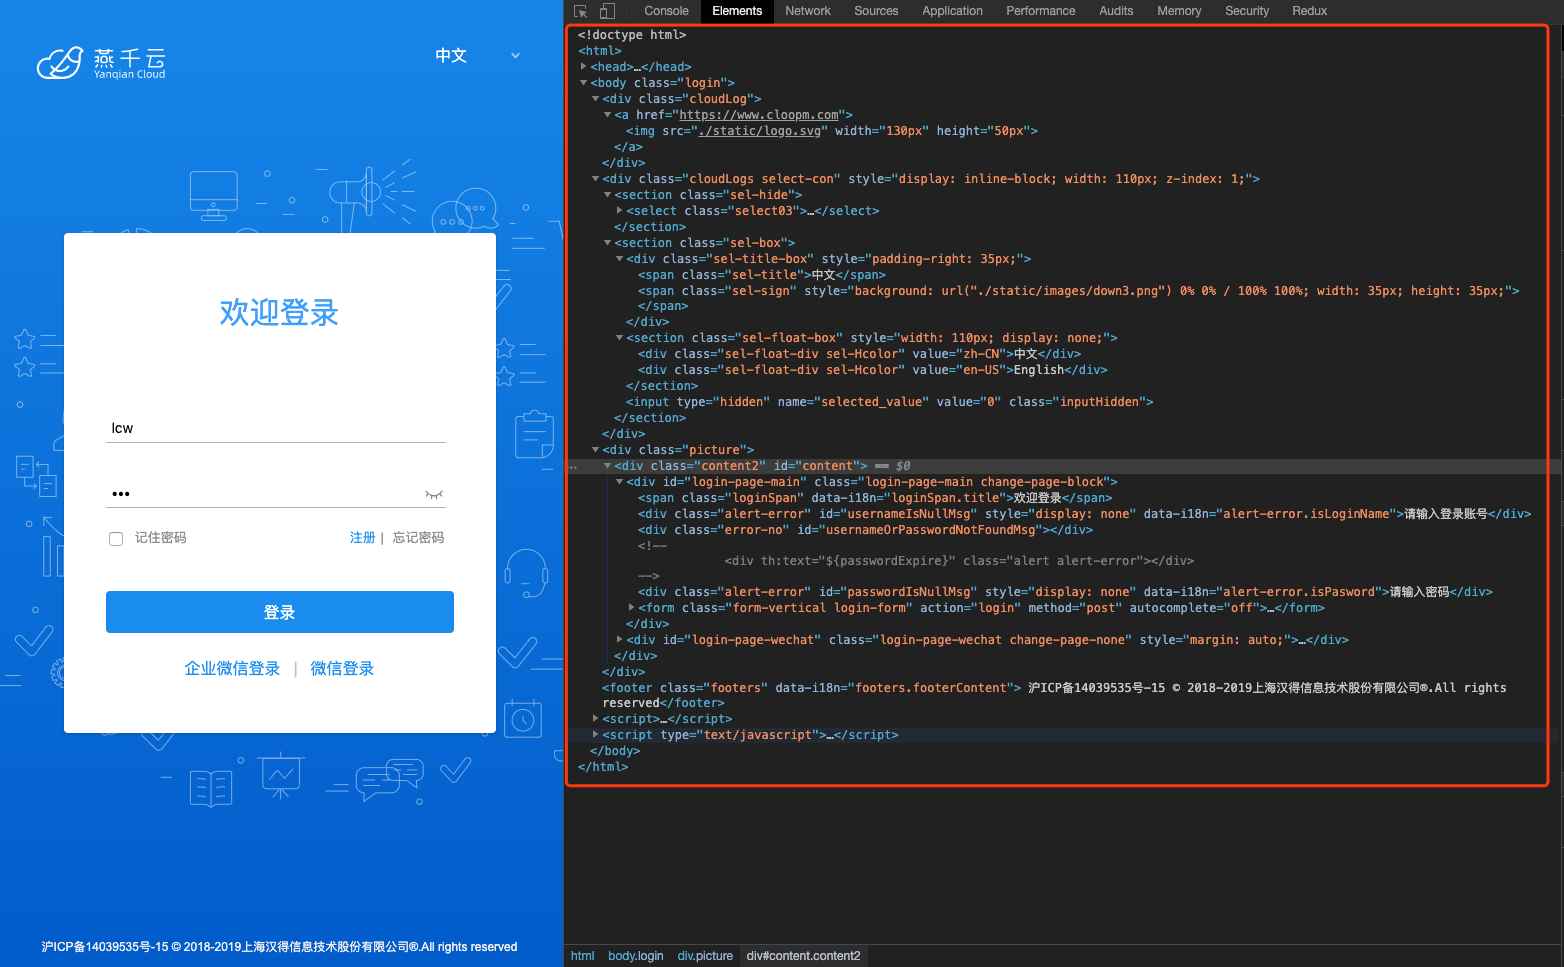 燕千云
Yanqian Cloud
中文
欢迎登录
lcw
•••
记住密码
注册 | 忘记密码
登录
企业微信登录 | 微信登录
沪ICP备14039535号-15 © 2018-2019上海汉得信息技术股份有限公司®.All rights reserved
Console Elements Network Sources Application Performance Audits Memory Security Redux
<!doctype html>
<html>
<head>…</head>
<body class="login">
<div class="cloudLog">
<a href="https://www.cloopm.com">
<img src="./static/logo.svg" width="130px" height="50px">
</a>
</div>
<div class="cloudLogs select-con" style="display: inline-block; width: 110px; z-index: 1;">
<section class="sel-hide">
<select class="select03">…</select>
</section>
<section class="sel-box">
<div class="sel-title-box" style="padding-right: 35px;">
<span class="sel-title">中文</span>
<span class="sel-sign" style="background: url("./static/images/down3.png") 0% 0% / 100% 100%; width: 35px; height: 35px;">
</span>
</div>
<section class="sel-float-box" style="width: 110px; display: none;">
<div class="sel-float-div sel-Hcolor" value="zh-CN">中文</div>
<div class="sel-float-div sel-Hcolor" value="en-US">English</div>
</section>
<input type="hidden" name="selected_value" value="0" class="inputHidden">
</section>
</div>
<div class="picture">
<div class="content2" id="content"> == $0
<div id="login-page-main" class="login-page-main change-page-block">
<span class="loginSpan" data-i18n="loginSpan.title">欢迎登录</span>
<div class="alert-error" id="usernameIsNullMsg" style="display: none" data-i18n="alert-error.isLoginName">请输入登录账号</div>
<div class="error-no" id="usernameOrPasswordNotFoundMsg"></div>
<!--
<div th:text="${passwordExpire}" class="alert alert-error"></div>
-->
<div class="alert-error" id="passwordIsNullMsg" style="display: none" data-i18n="alert-error.isPasword">请输入密码</div>
<form class="form-vertical login-form" action="login" method="post" autocomplete="off">…</form>
</div>
<div id="login-page-wechat" class="login-page-wechat change-page-none" style="margin: auto;">…</div>
</div>
</div>
<footer class="footers" data-i18n="footers.footerContent"> 沪ICP备14039535号-15 © 2018-2019上海汉得信息技术股份有限公司®.All rights
reserved</footer>
<script>…</script>
<script type="text/javascript">…</script>
</body>
</html>
html body.login div.picture div#content.content2